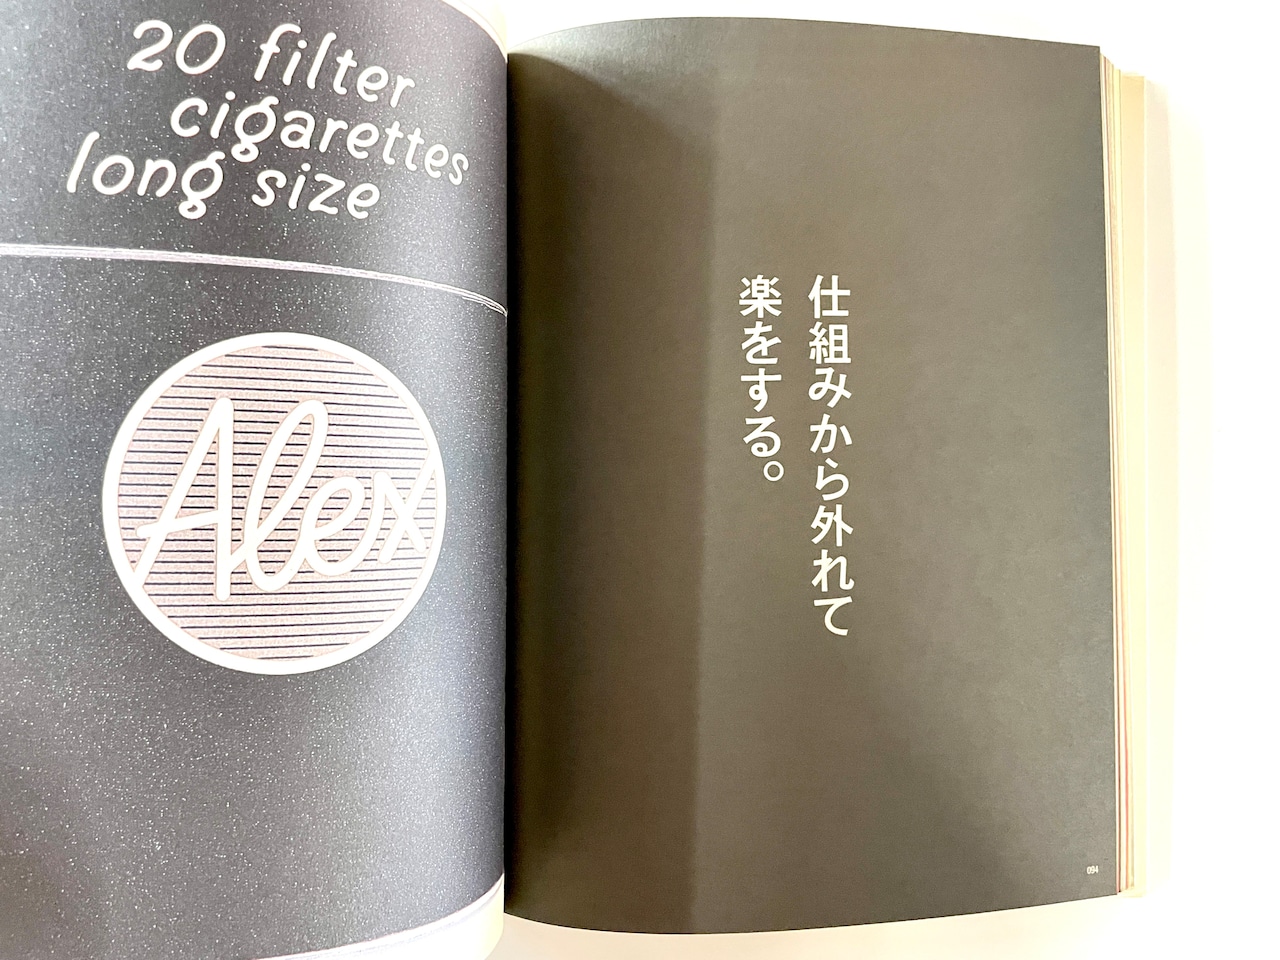 20 filter
cigarettes
long size
Alex
仕組みから外れて
楽をする。
094